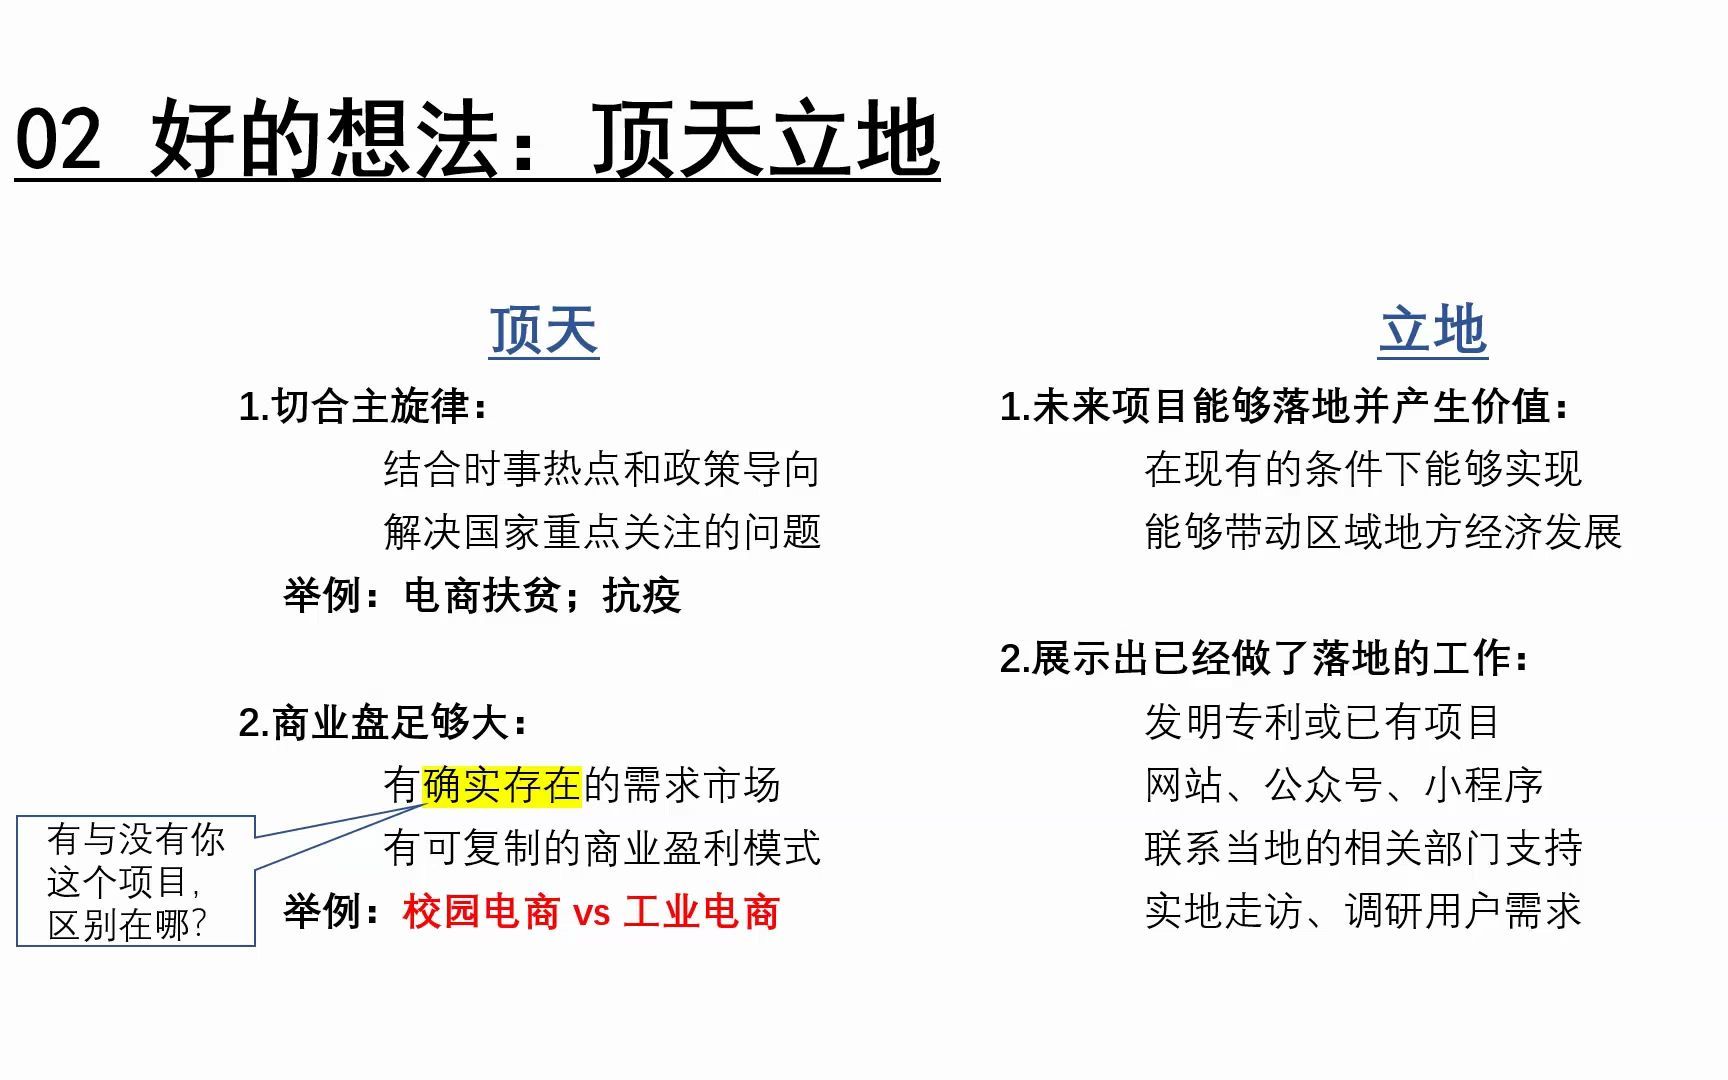 02 好的想法：顶天立地
顶天
1.切合主旋律：
结合时事热点和政策导向
解决国家重点关注的问题
举例：电商扶贫；抗疫
2.商业盘足够大：
有确实存在的需求市场
有可复制的商业盈利模式
举例：校园电商 vs 工业电商
有与没有你
这个项目，
区别在哪？
立地
1.未来项目能够落地并产生价值：
在现有的条件下能够实现
能够带动区域地方经济发展
2.展示出已经做了落地的工作：
发明专利或已有项目
网站、公众号、小程序
联系当地的相关部门支持
实地走访、调研用户需求